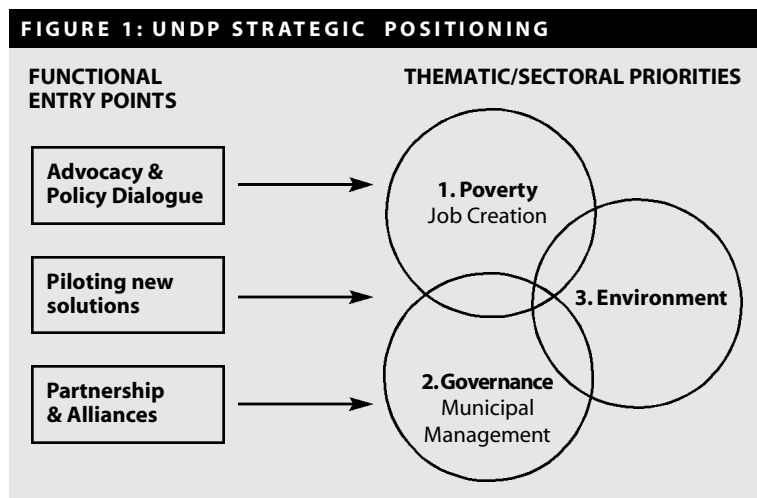 FIGURE 1: UNDP STRATEGIC POSITIONING
FUNCTIONAL
ENTRY POINTS
THEMATIC/SECTORAL PRIORITIES
Advocacy &
Policy Dialogue
Piloting new
solutions
Partnership
& Alliances
1. Poverty
Job Creation
2. Governance
Municipal
Management
3. Environment